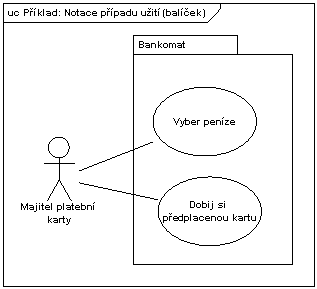 uc Příklad: Notace případu užití(balíček)
Bankomat
Vyber peníze
Majitel platební
karty
Dobij si
předplacenou kartu